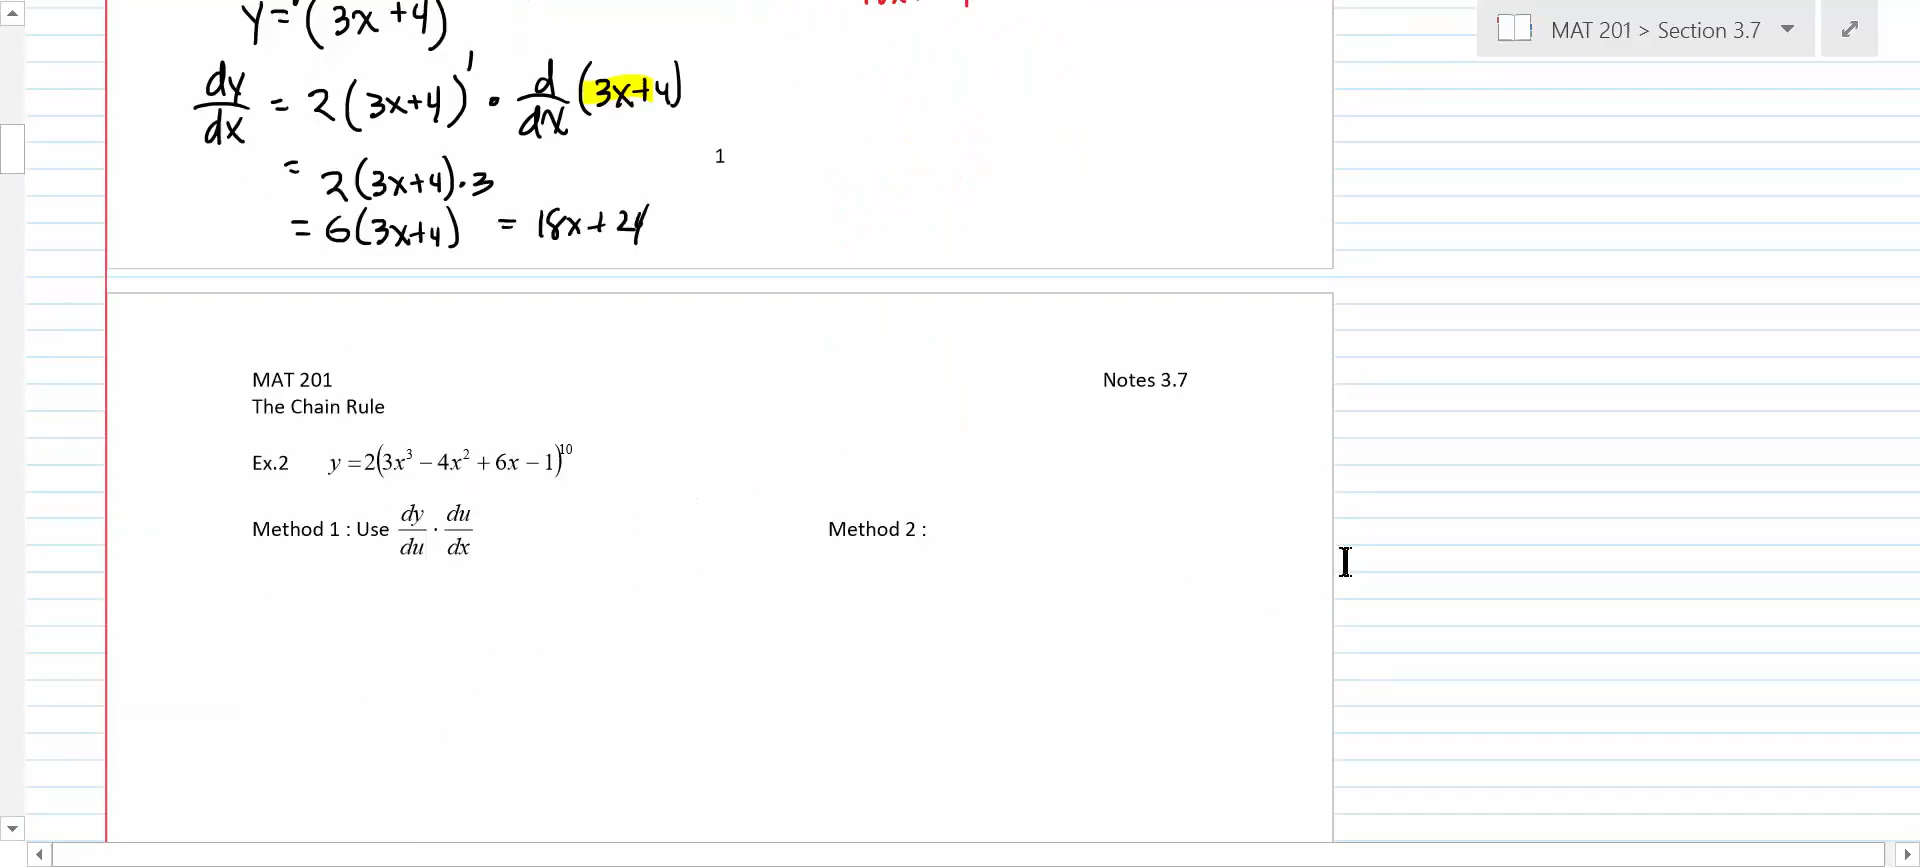 MAT 201 > Section 3.7
y = (3x +4)
dy/dx = 2(3x+4)' • d/dx (3x+4)
1
= 2(3x+4)•3
= 6(3x+4) = 18x+24
MAT 201 Notes 3.7
The Chain Rule
Ex.2 y = 2(3x³ − 4x² + 6x − 1)¹⁰
Method 1 : Use dy/du · du/dx Method 2 :